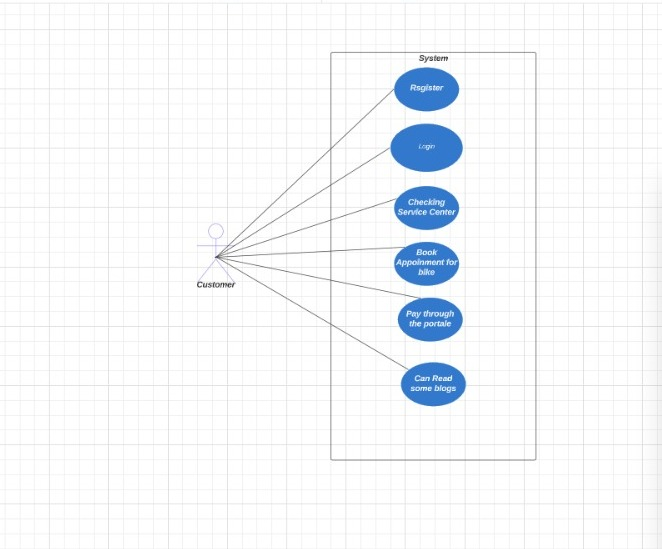 System
Rsgister
Login
Checking
Service Center
Book
Appoinment for
bike
Customer
Pay through
the portale
Can Read
some blogs